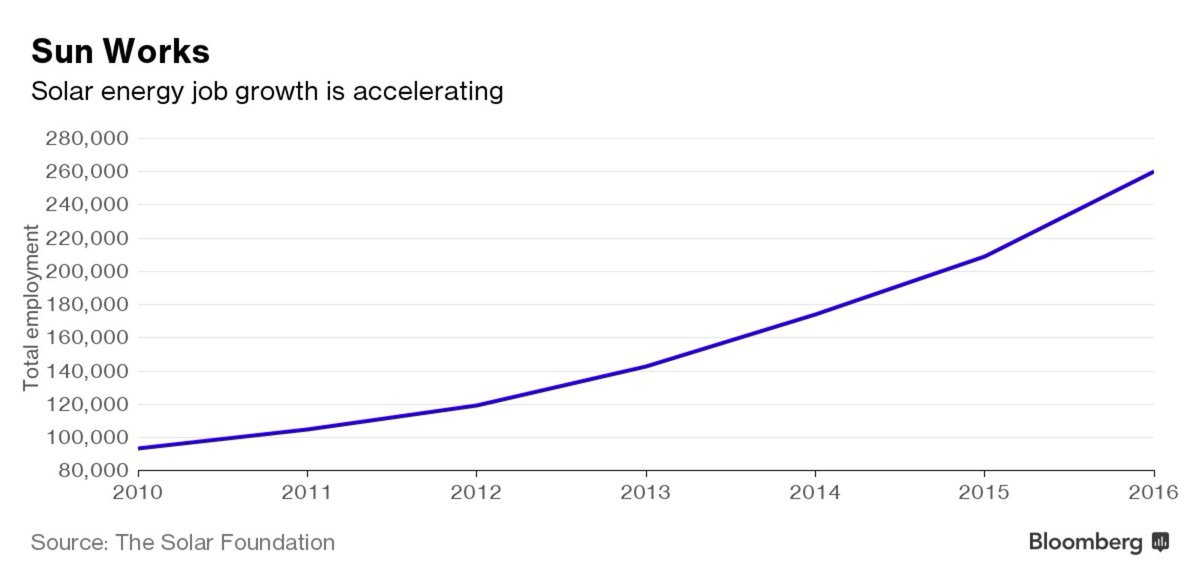 Sun Works
Solar energy job growth is accelerating
Total employment
280,000
260,000
240,000
220,000
200,000
180,000
160,000
140,000
120,000
100,000
80,000
2010 2011 2012 2013 2014 2015 2016
Source: The Solar Foundation
Bloomberg